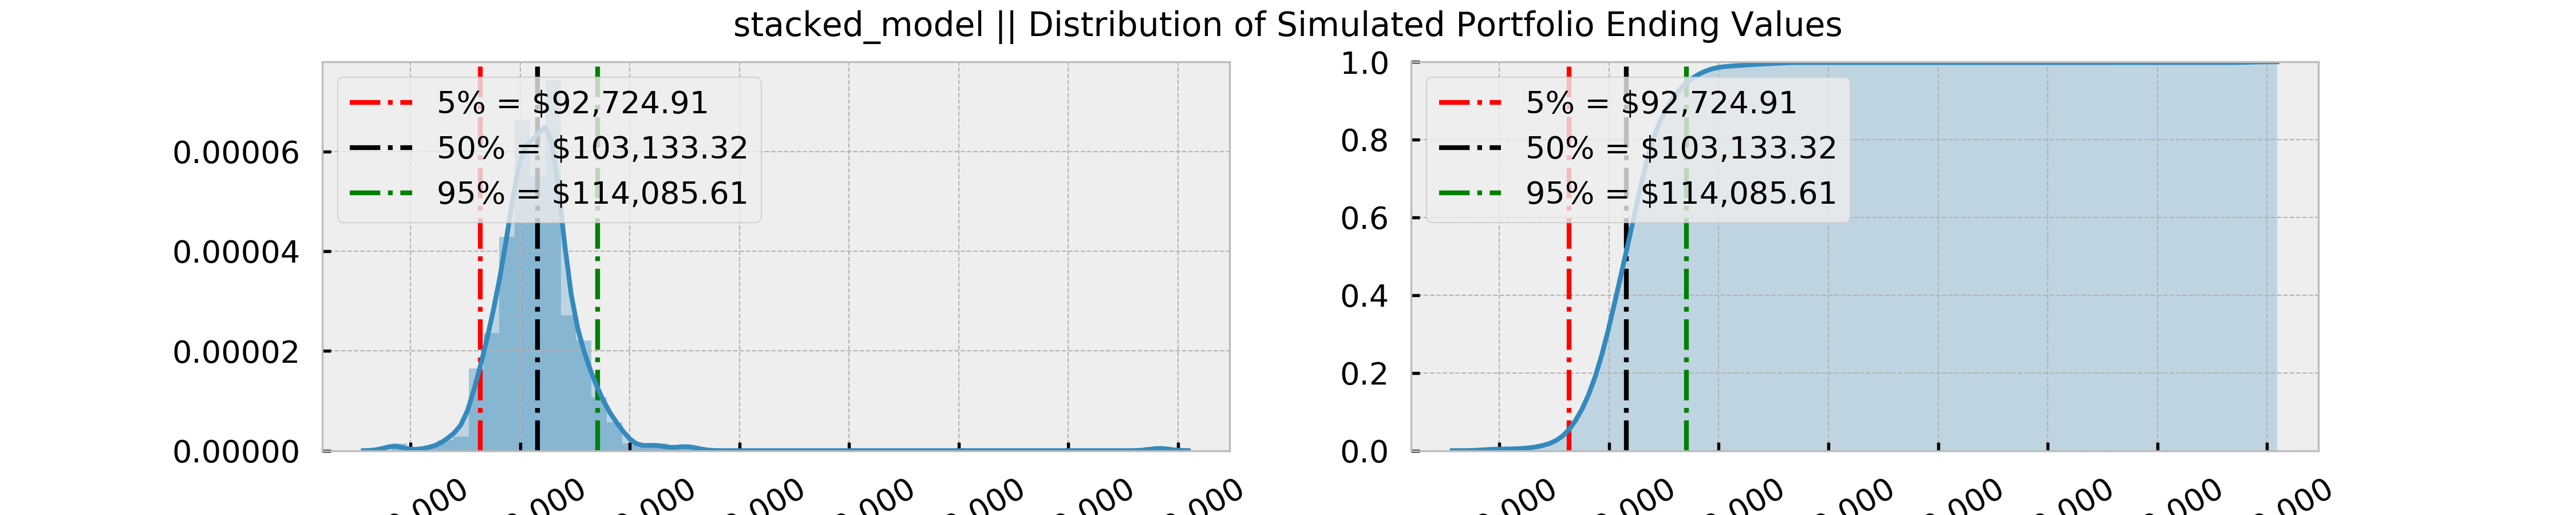 stacked_model || Distribution of Simulated Portfolio Ending Values
5% = $92,724.91
50% = $103,133.32
95% = $114,085.61
0.00006
0.00004
0.00002
0.00000
5% = $92,724.91
50% = $103,133.32
95% = $114,085.61
1.0
0.8
0.6
0.4
0.2
0.0